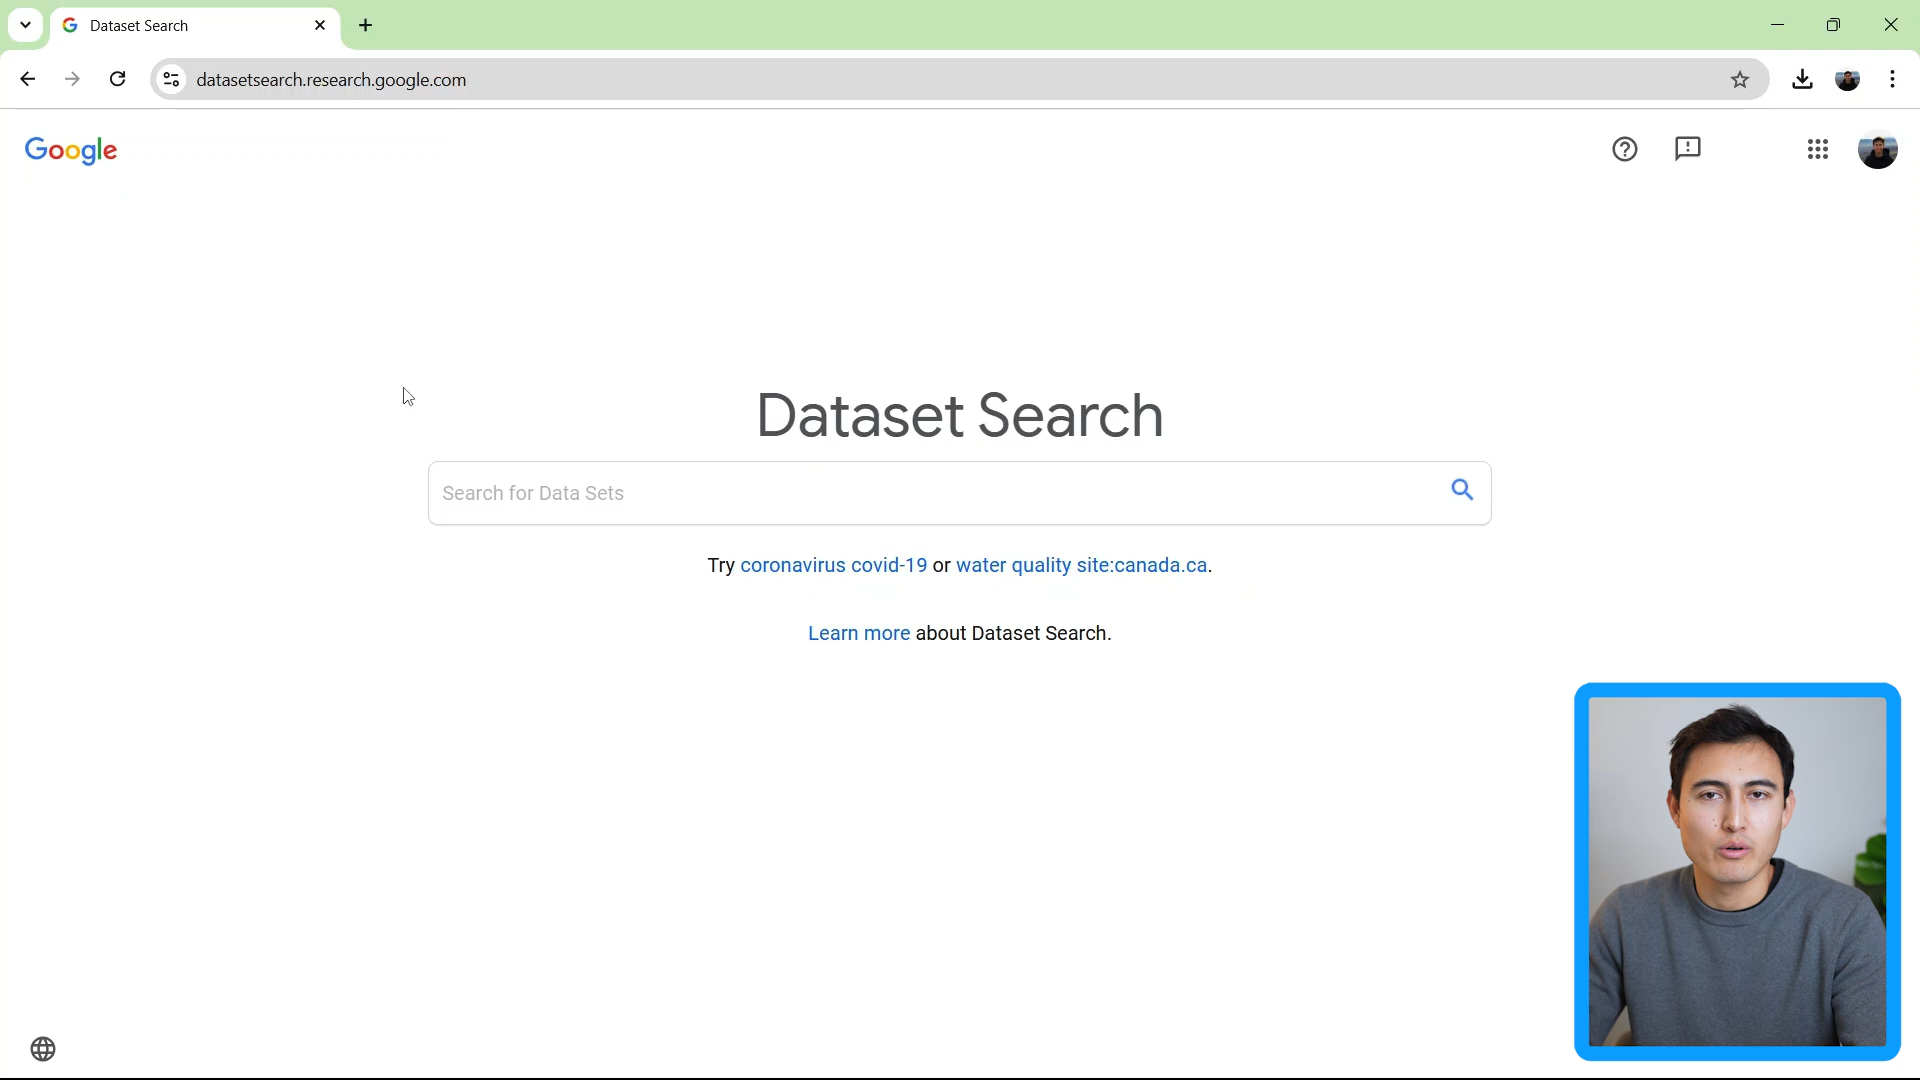 Dataset Search
datasetsearch.research.google.com
Google
Dataset Search
Search for Data Sets
Try coronavirus covid-19 or water quality site:canada.ca.
Learn more about Dataset Search.